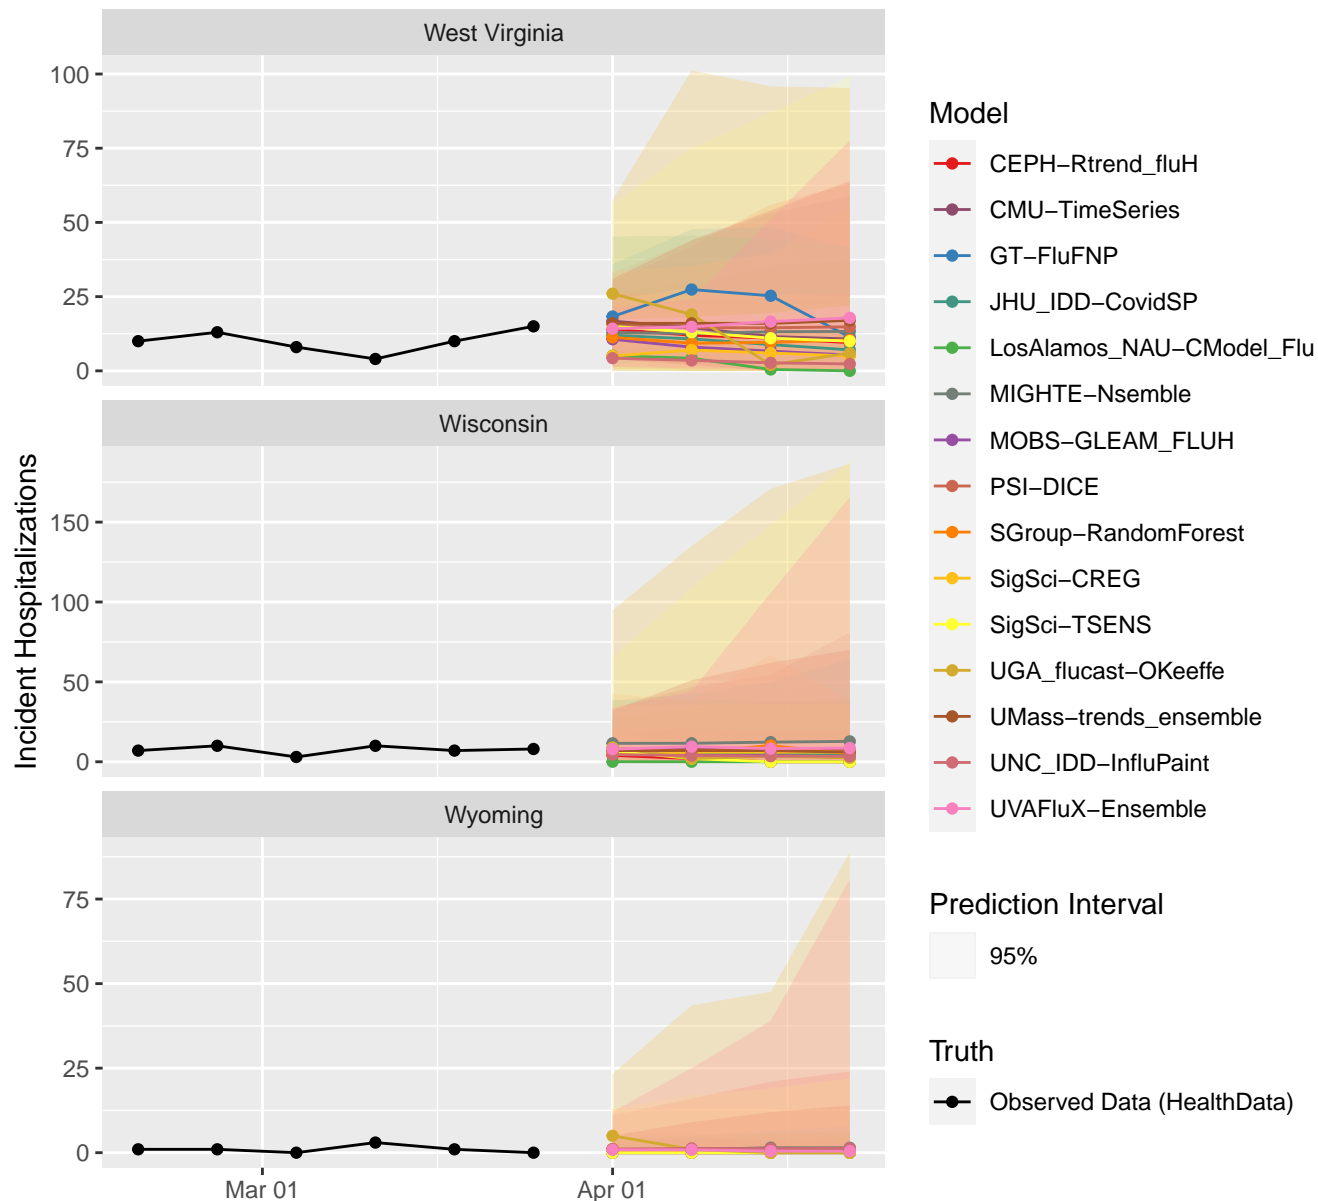 West Virginia
100
75
50
25
0
Wisconsin
150
100
50
0
Wyoming
75
50
25
0
Mar 01
Apr 01
Incident Hospitalizations
Model
CEPH−Rtrend_fluH
CMU−TimeSeries
GT−FluFNP
JHU_IDD−CovidSP
LosAlamos_NAU−CModel_Flu
MIGHTE−Nsemble
MOBS−GLEAM_FLUH
PSI−DICE
SGroup−RandomForest
SigSci−CREG
SigSci−TSENS
UGA_flucast−OKeeffe
UMass−trends_ensemble
UNC_IDD−InfluPaint
UVAFluX−Ensemble
Prediction Interval
95%
Truth
Observed Data (HealthData)